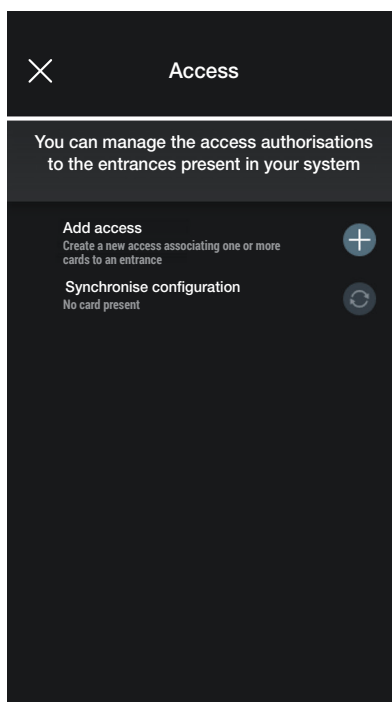 Access
You can manage the access authorisations
to the entrances present in your system
Add access
Create a new access associating one or more
cards to an entrance
Synchronise configuration
No card present